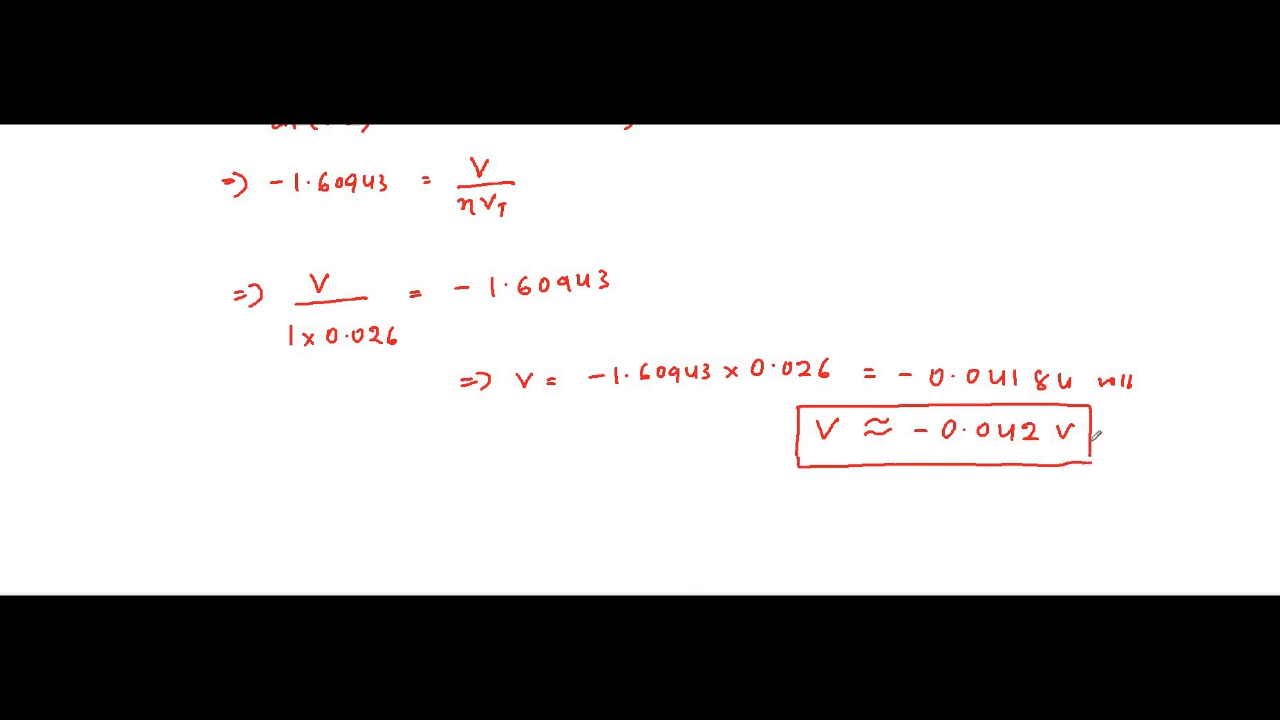 => -1.60943 = V / ηV_T
=> V / 1 x 0.026 = -1.60943
=> V = -1.60943 x 0.026 = -0.04184
V ≈ -0.042 V